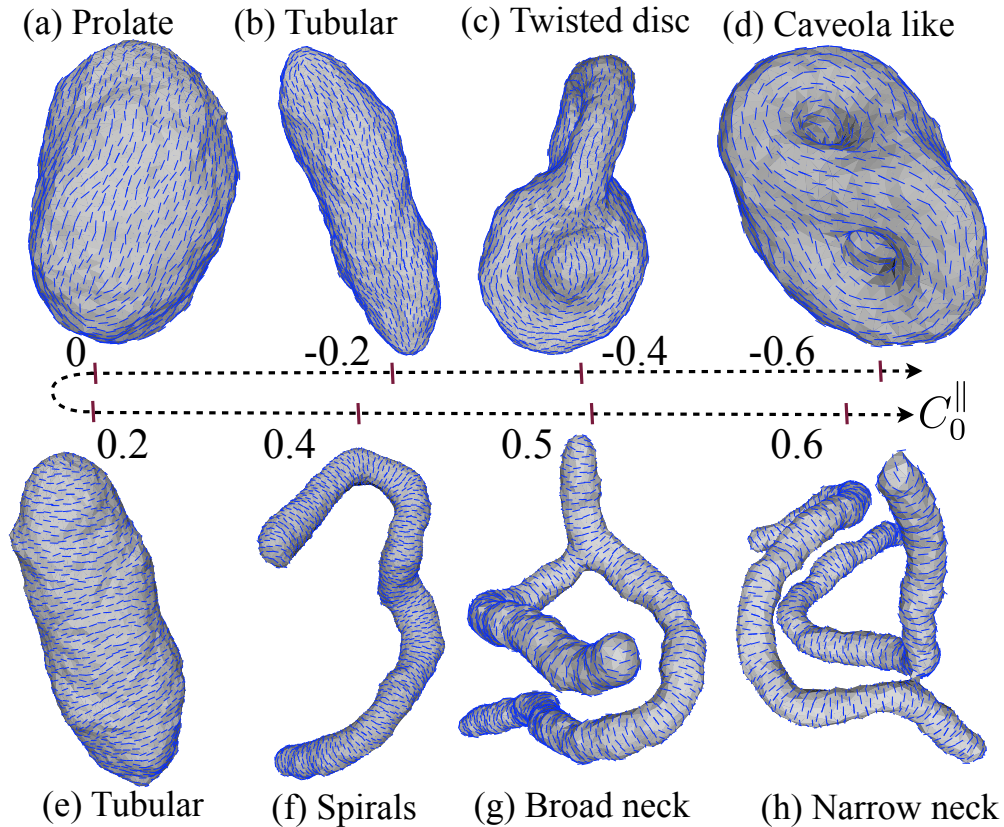 (a) Prolate
(b) Tubular
(c) Twisted disc
(d) Caveola like
0
-0.2
-0.4
-0.6
C₀^∥
0.2
0.4
0.5
0.6
(e) Tubular
(f) Spirals
(g) Broad neck
(h) Narrow neck